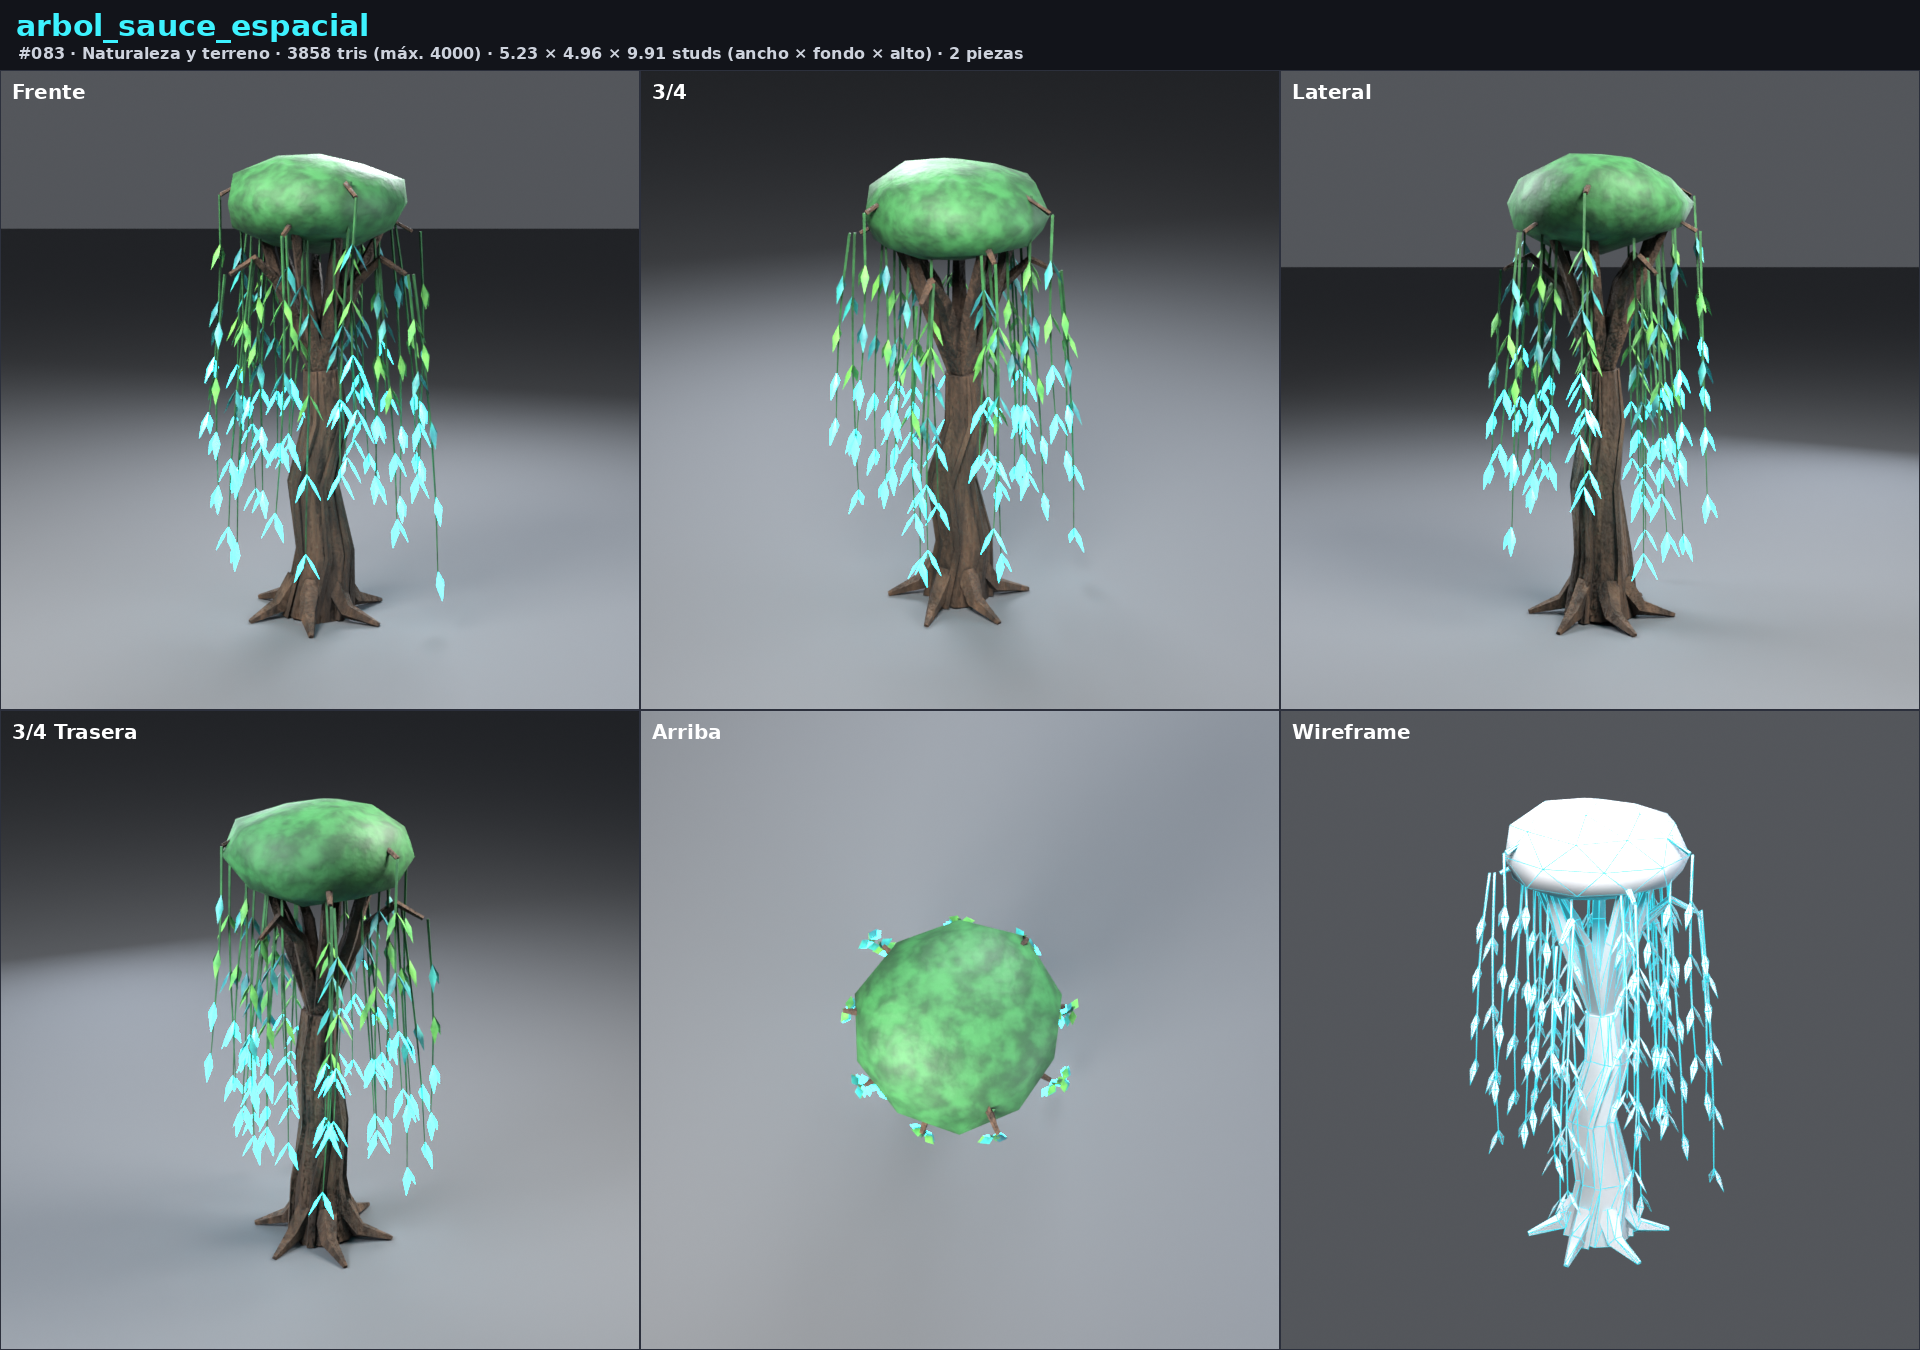 arbol_sauce_espacial
#083 · Naturaleza y terreno · 3858 tris (máx. 4000) · 5.23 × 4.96 × 9.91 studs (ancho × fondo × alto) · 2 piezas
Frente
3/4
Lateral
3/4 Trasera
Arriba
Wireframe